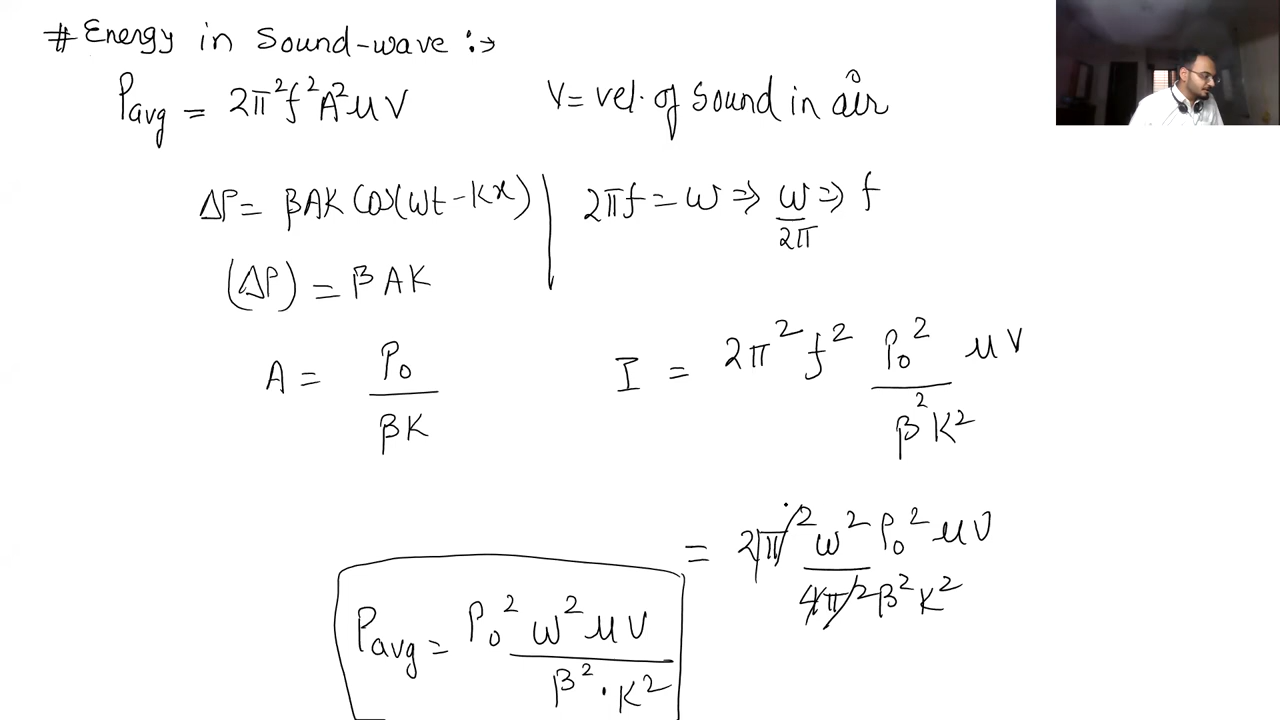 # Energy in Sound-wave :->
Pavg = 2π²f²A²μV
V = vel. of Sound in air
ΔP = βAK Cos(ωt - Kx)
2πf = ω ⇒ ω/2π ⇒ f
(ΔP) = βAK
A = P₀/βK
I = 2π² f² P₀²/β²K² μV
= 2π² ω² P₀² μV/4π² β² K²
Pavg = P₀² ω² μV/β² · K²